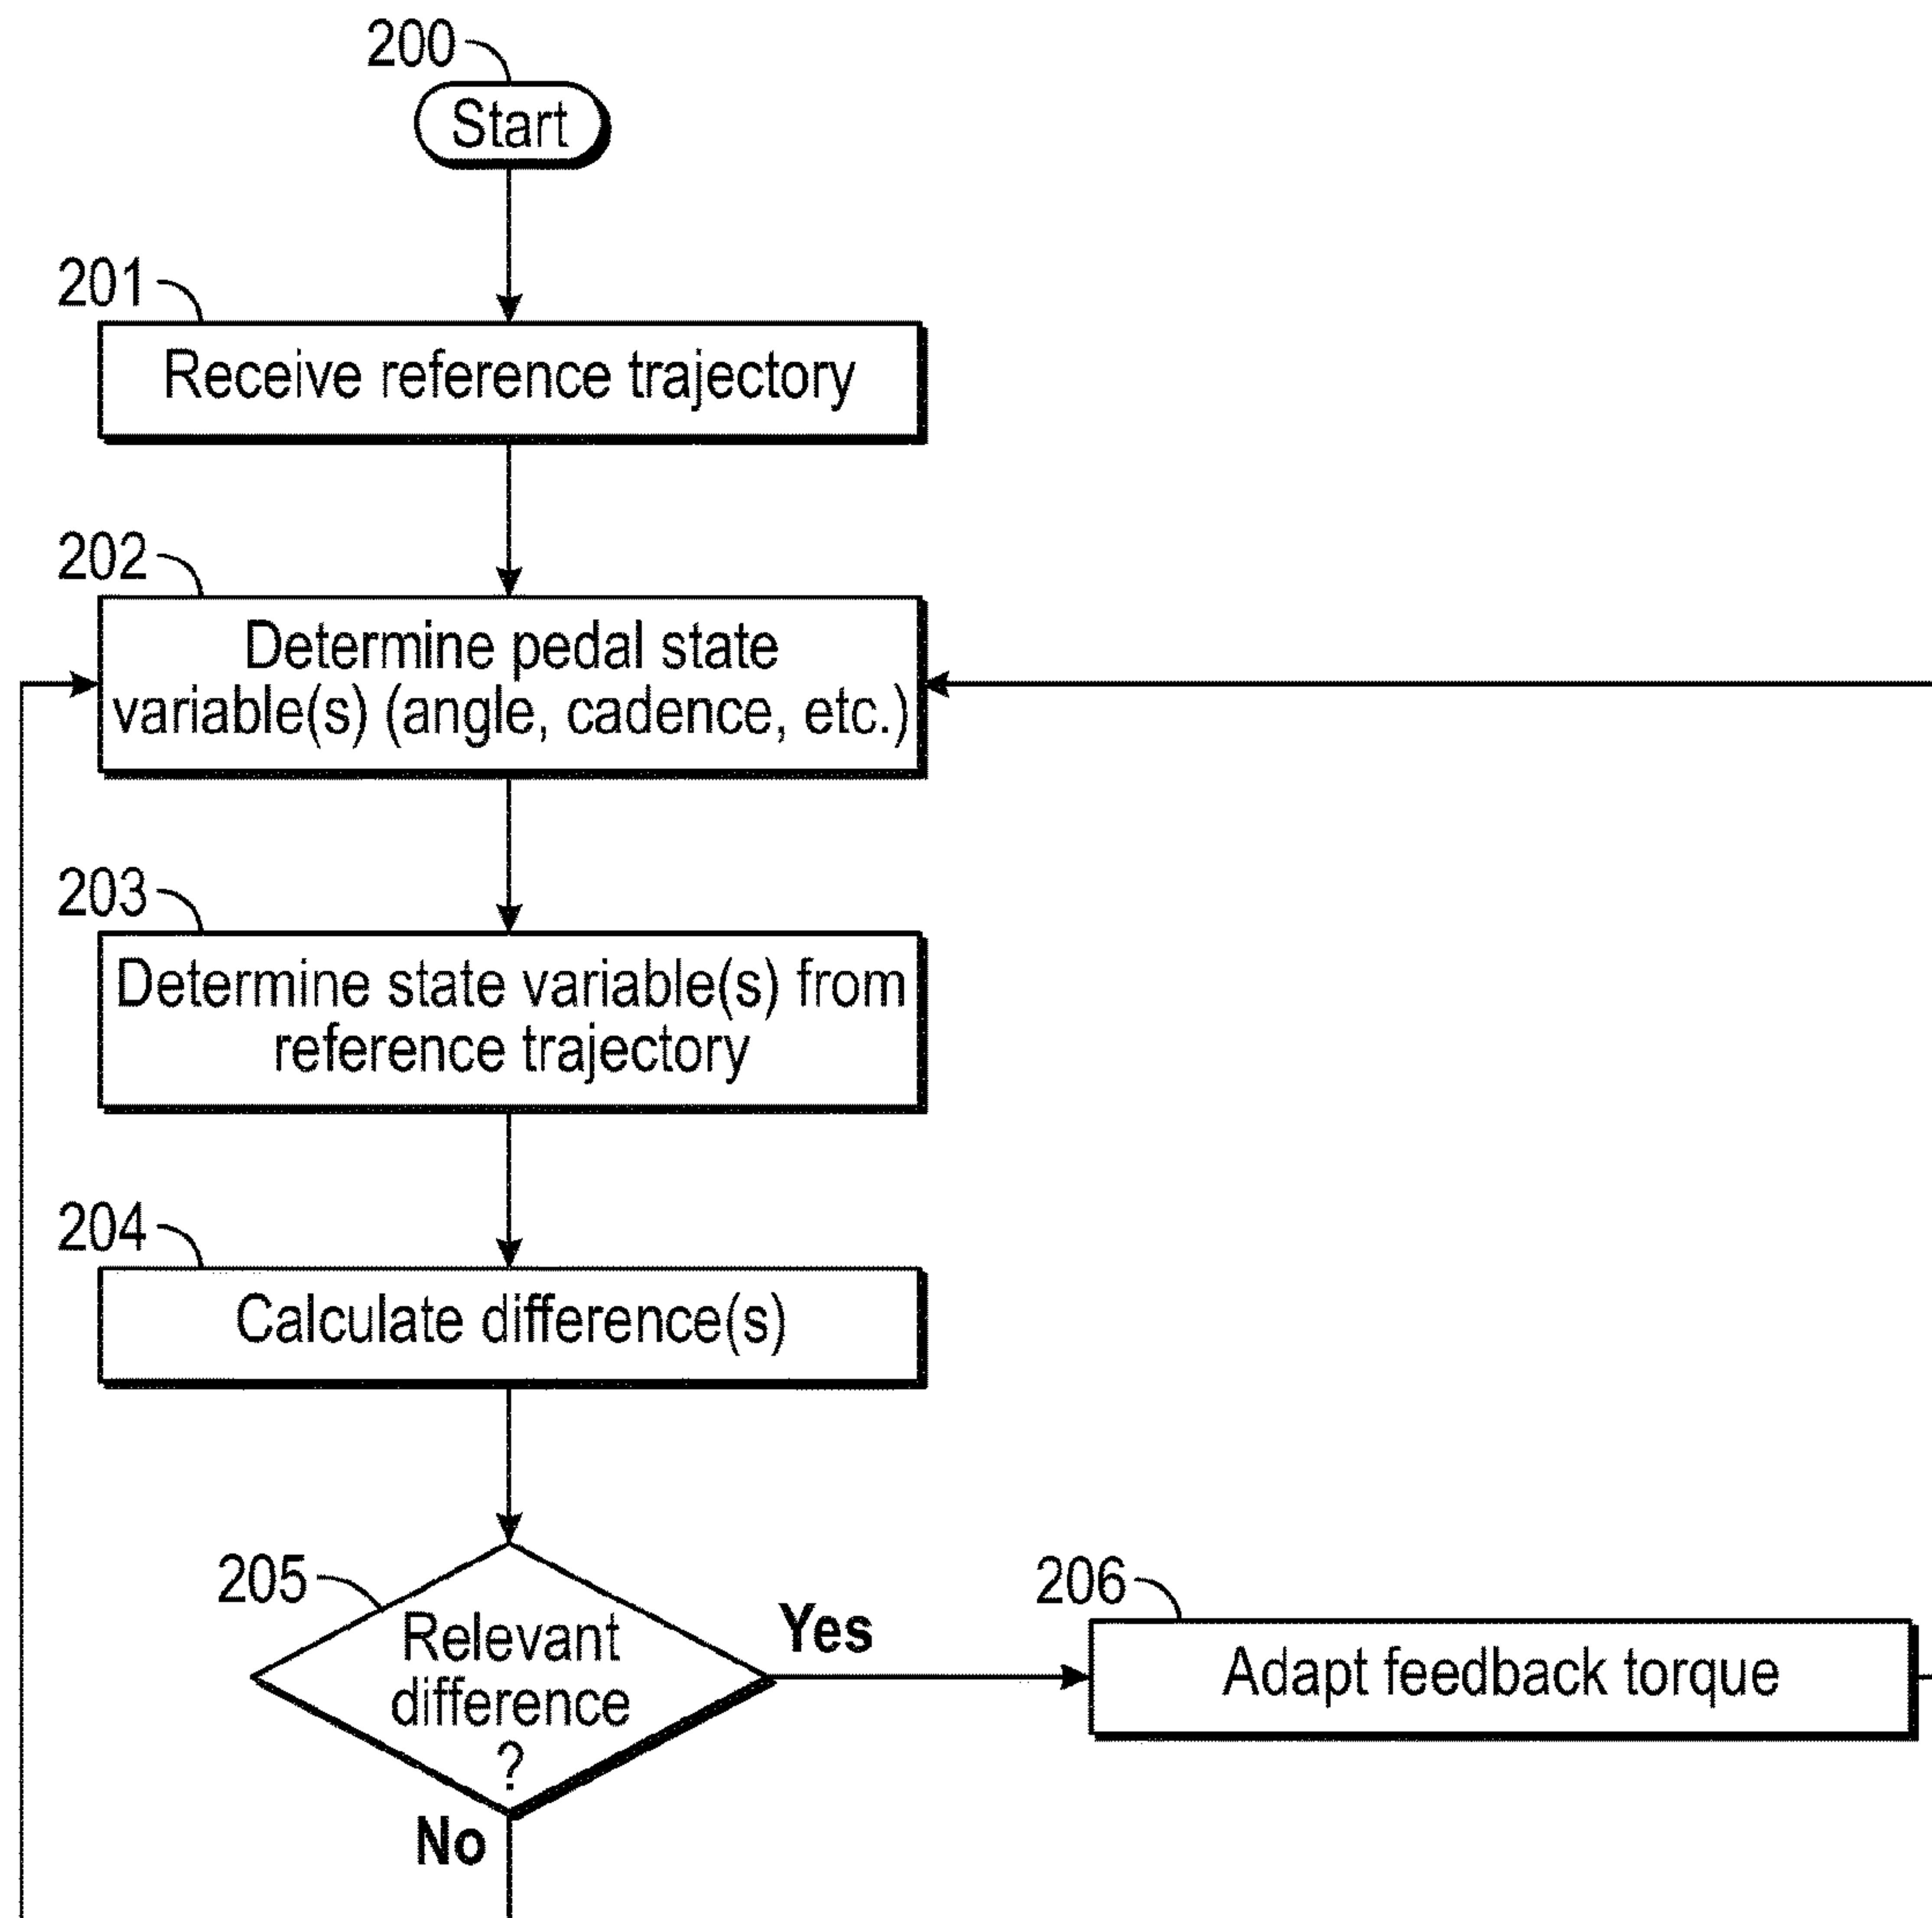 200
Start
201
Receive reference trajectory
202
Determine pedal state
variable(s) (angle, cadence, etc.)
203
Determine state variable(s) from
reference trajectory
204
Calculate difference(s)
205
Relevant
difference
?
Yes
206
Adapt feedback torque
No